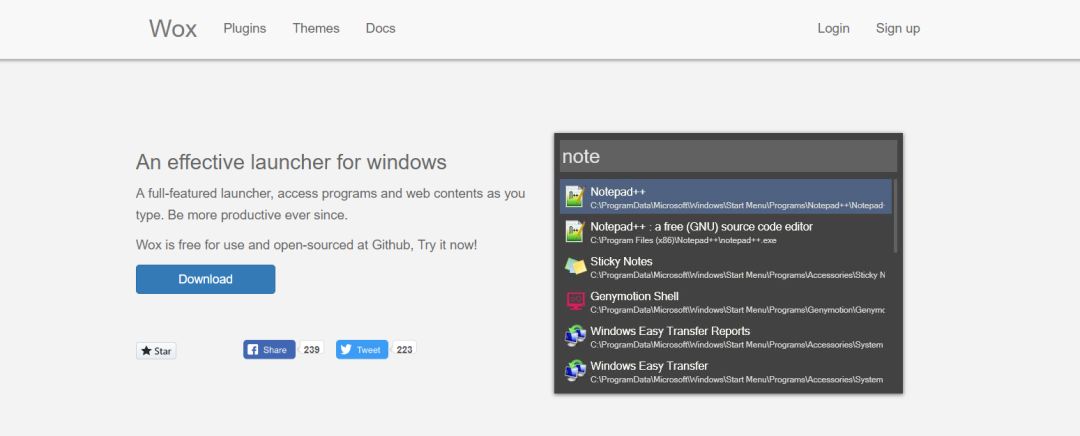 Wox
Plugins
Themes
Docs
Login
Sign up
An effective launcher for windows
A full-featured launcher, access programs and web contents as you
type. Be more productive ever since.
Wox is free for use and open-sourced at Github, Try it now!
Download
Star
Share
239
Tweet
223
note
Notepad++
C:\ProgramData\Microsoft\Windows\Start Menu\Programs\Notepad++\Notepad-
Notepad++ : a free (GNU) source code editor
C:\Program Files (x86)\Notepad++\notepad++.exe
Sticky Notes
C:\ProgramData\Microsoft\Windows\Start Menu\Programs\Accessories\Sticky N
Genymotion Shell
C:\ProgramData\Microsoft\Windows\Start Menu\Programs\Genymotion\Genymc
Windows Easy Transfer Reports
C:\ProgramData\Microsoft\Windows\Start Menu\Programs\Accessories\System
Windows Easy Transfer
C:\ProgramData\Microsoft\Windows\Start Menu\Programs\Accessories\System